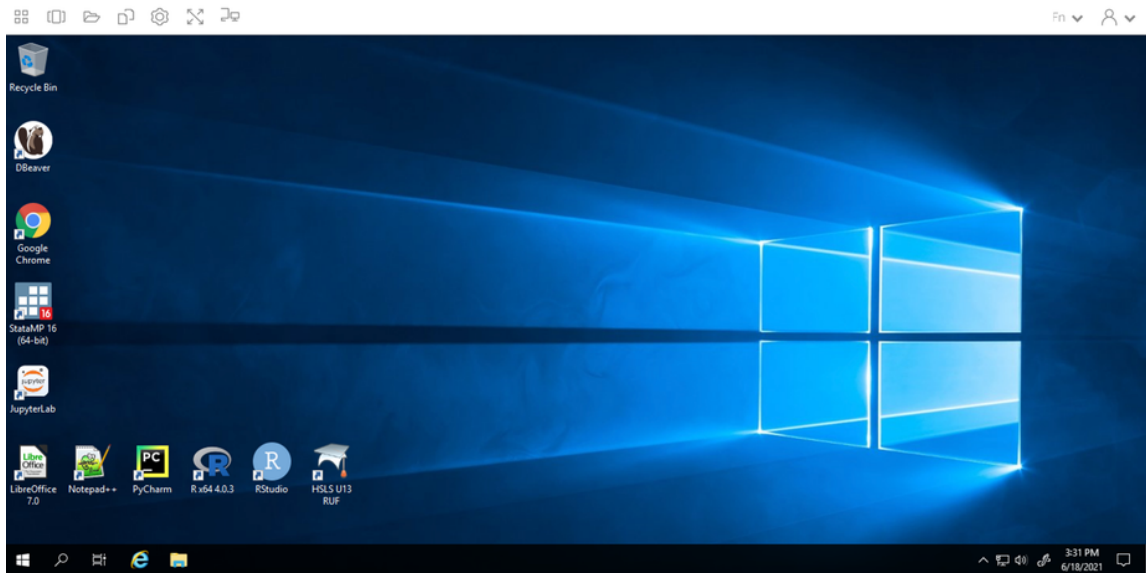 Fn
Recycle Bin
DBeaver
Google
Chrome
16
StataMP 16
(64-bit)
jupyter
JupyterLab
Libre
Office
LibreOffice
7.0
Notepad++
PC
PyCharm
R
R x64 4.0.3
R
RStudio
HSLS U13
RUF
3:31 PM
6/18/2021